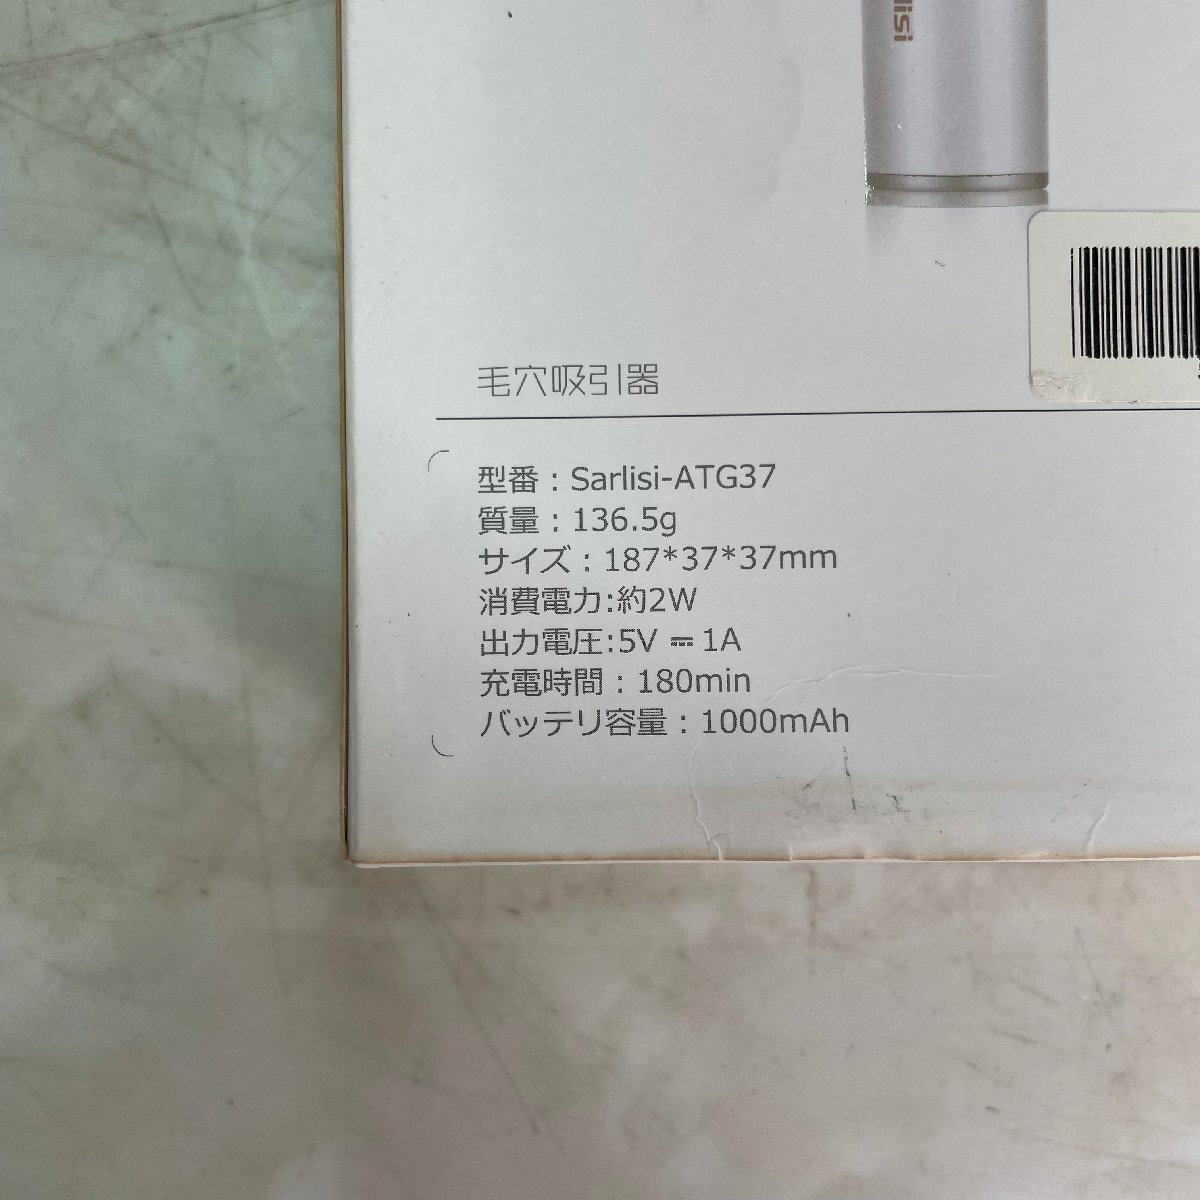 lisi
毛穴吸引器
型番：Sarlisi-ATG37
質量：136.5g
サイズ：187*37*37mm
消費電力:約2W
出力電圧:5V ⎓ 1A
充電時間：180min
バッテリ容量：1000mAh